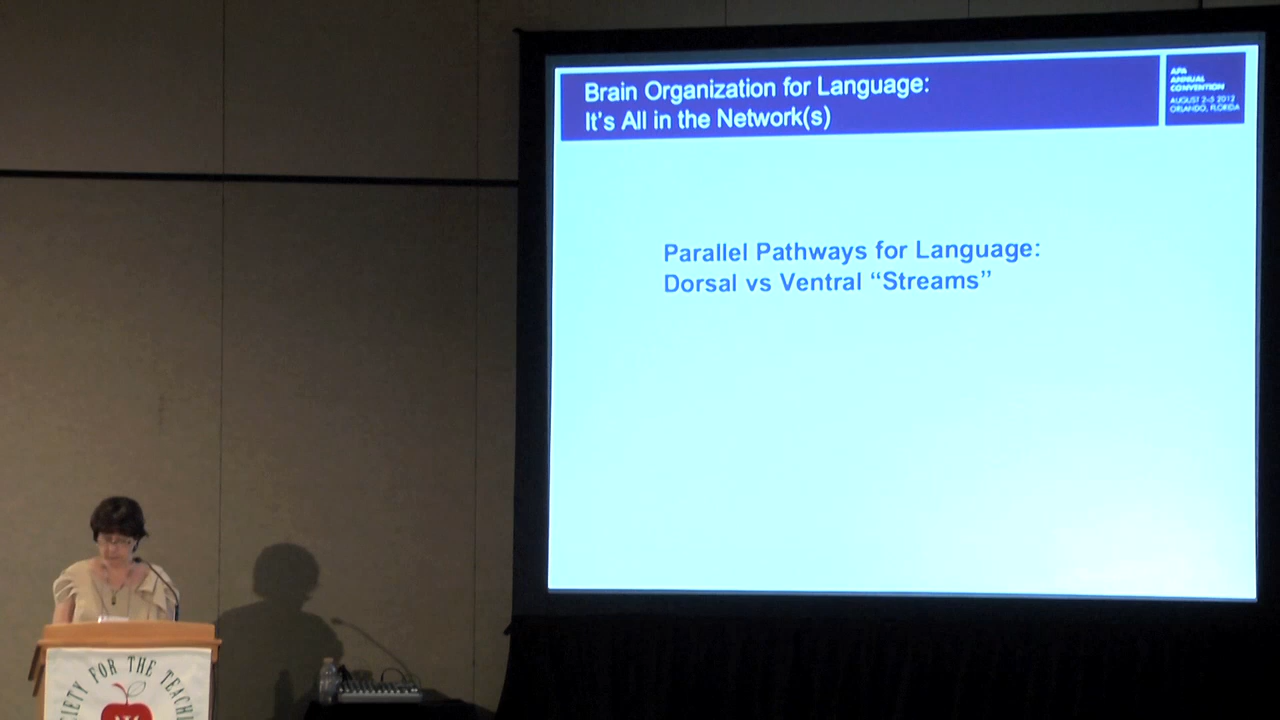 Brain Organization for Language:
It's All in the Network(s)
APA
ANNUAL
CONVENTION
AUGUST 2-5 2012
ORLANDO, FLORIDA
Parallel Pathways for Language:
Dorsal vs Ventral “Streams”
FOR THE